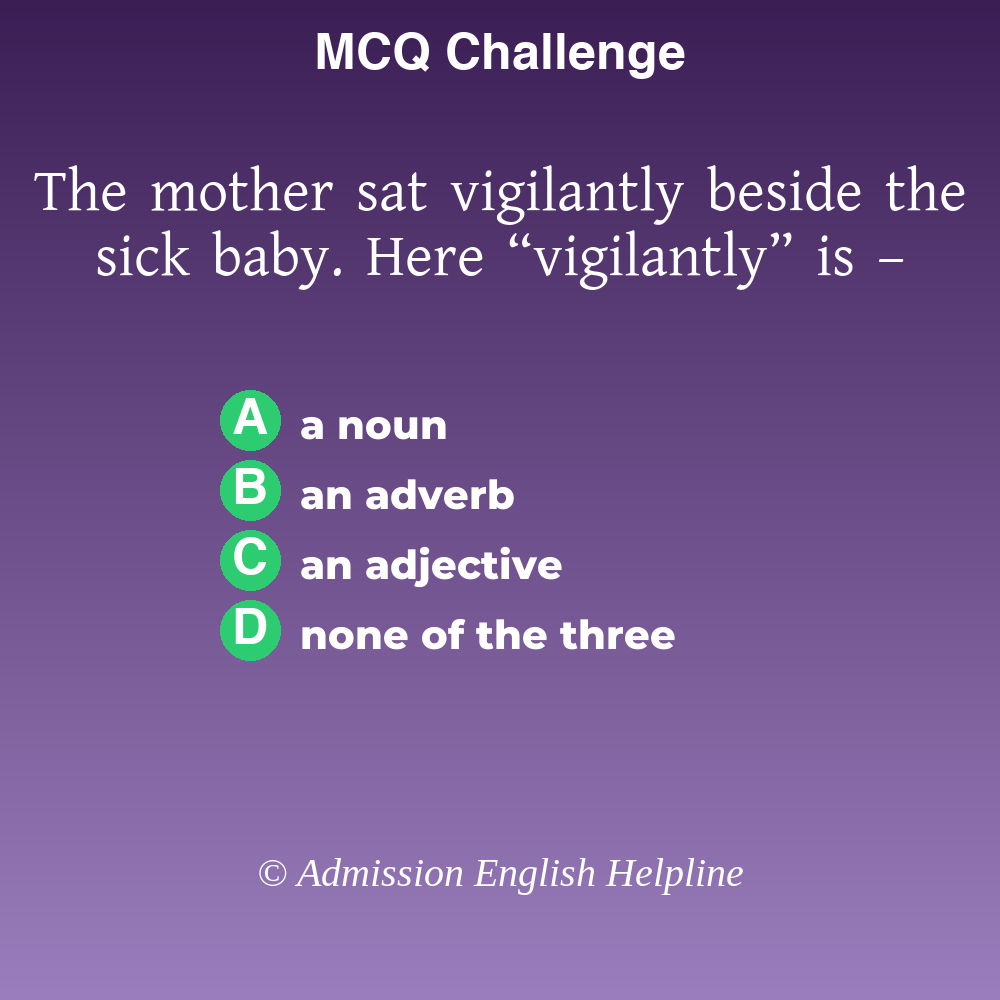 MCQ Challenge
The mother sat vigilantly beside the
sick baby. Here “vigilantly” is –
A a noun
B an adverb
C an adjective
D none of the three
© Admission English Helpline